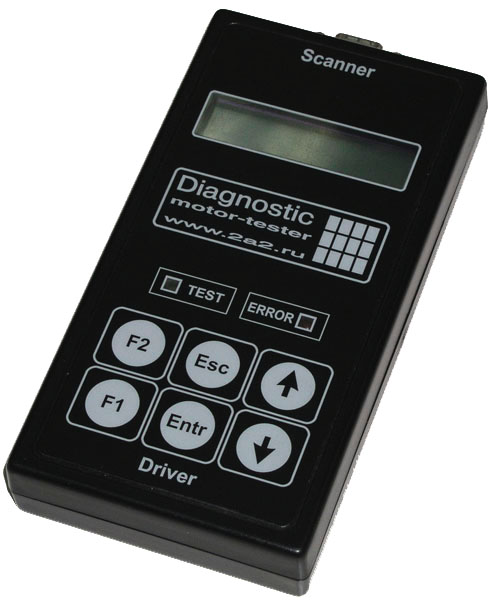 Scanner
Diagnostic
motor-tester
www.2a2.ru
TEST
ERROR
F2
Esc
F1
Entr
Driver